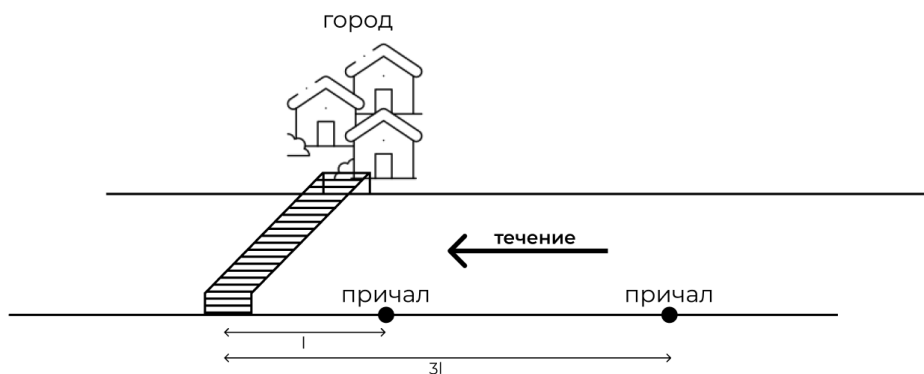 город
течение
причал
причал
l
3l